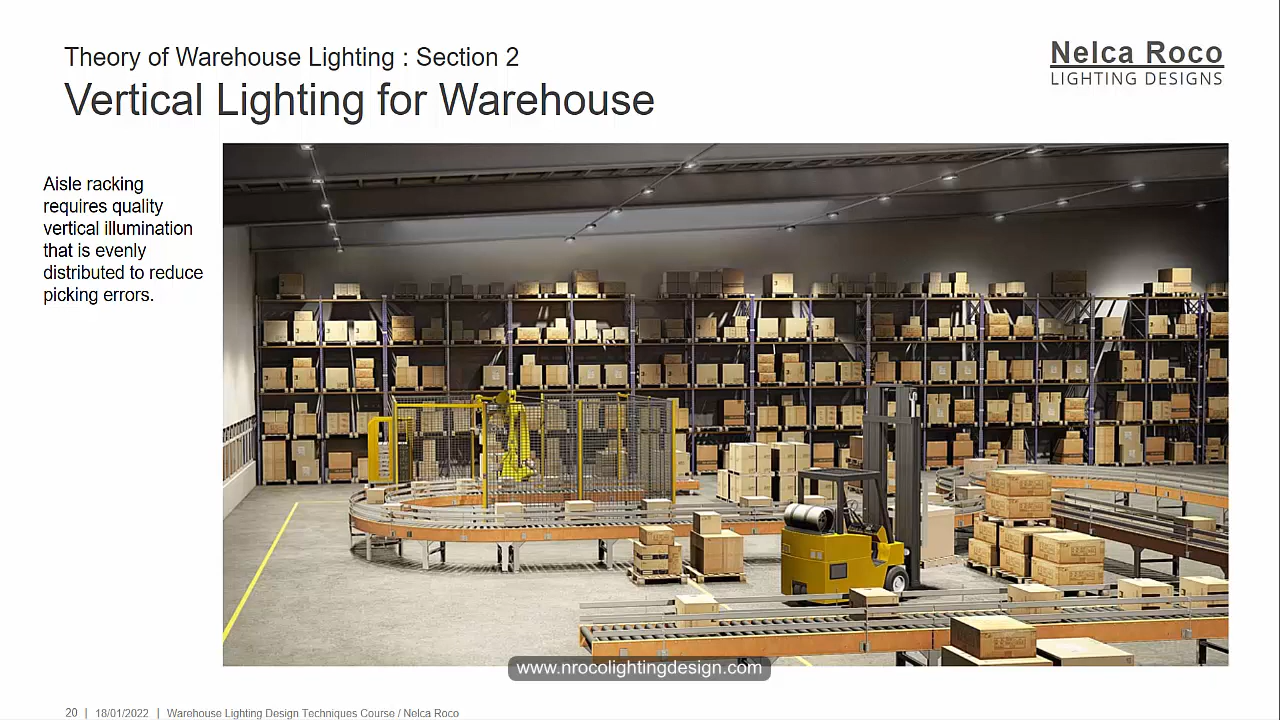 Theory of Warehouse Lighting : Section 2
Vertical Lighting for Warehouse
Nelca Roco
LIGHTING DESIGNS
Aisle racking
requires quality
vertical illumination
that is evenly
distributed to reduce
picking errors.
www.nrocolightingdesign.com
20 | 18/01/2022 | Warehouse Lighting Design Techniques Course / Nelca Roco